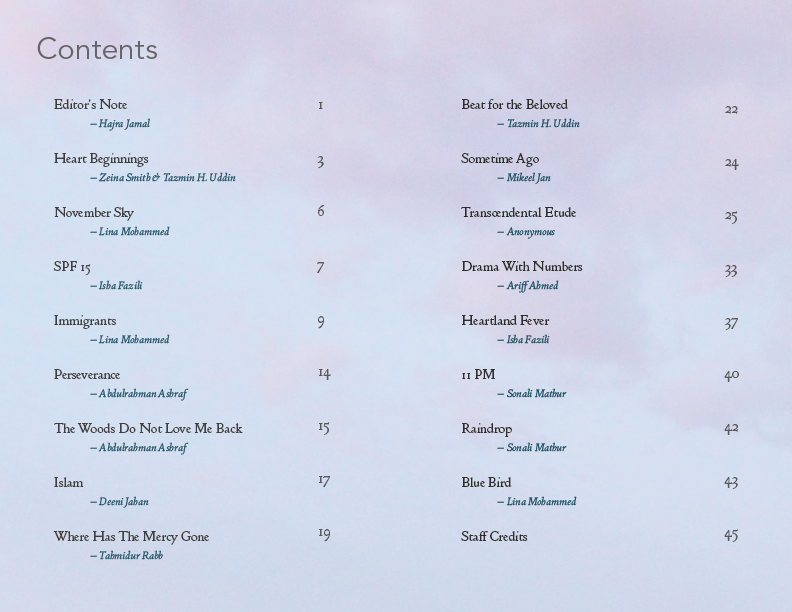 Contents
Editor's Note 1
– Hajra Jamal
Heart Beginnings 3
– Zeina Smith & Tazmin H. Uddin
November Sky 6
– Lina Mohammed
SPF 15 7
– Isha Fazili
Immigrants 9
– Lina Mohammed
Perseverance 14
– Abdulrahman Ashraf
The Woods Do Not Love Me Back 15
– Abdulrahman Ashraf
Islam 17
– Deeni Jahan
Where Has The Mercy Gone 19
– Tahmidur Rabb
Beat for the Beloved 22
– Tazmin H. Uddin
Sometime Ago 24
– Mikeel Jan
Transcendental Etude 25
– Anonymous
Drama With Numbers 33
– Ariff Ahmed
Heartland Fever 37
– Isha Fazili
11 PM 40
– Sonali Mathur
Raindrop 42
– Sonali Mathur
Blue Bird 43
– Lina Mohammed
Staff Credits 45